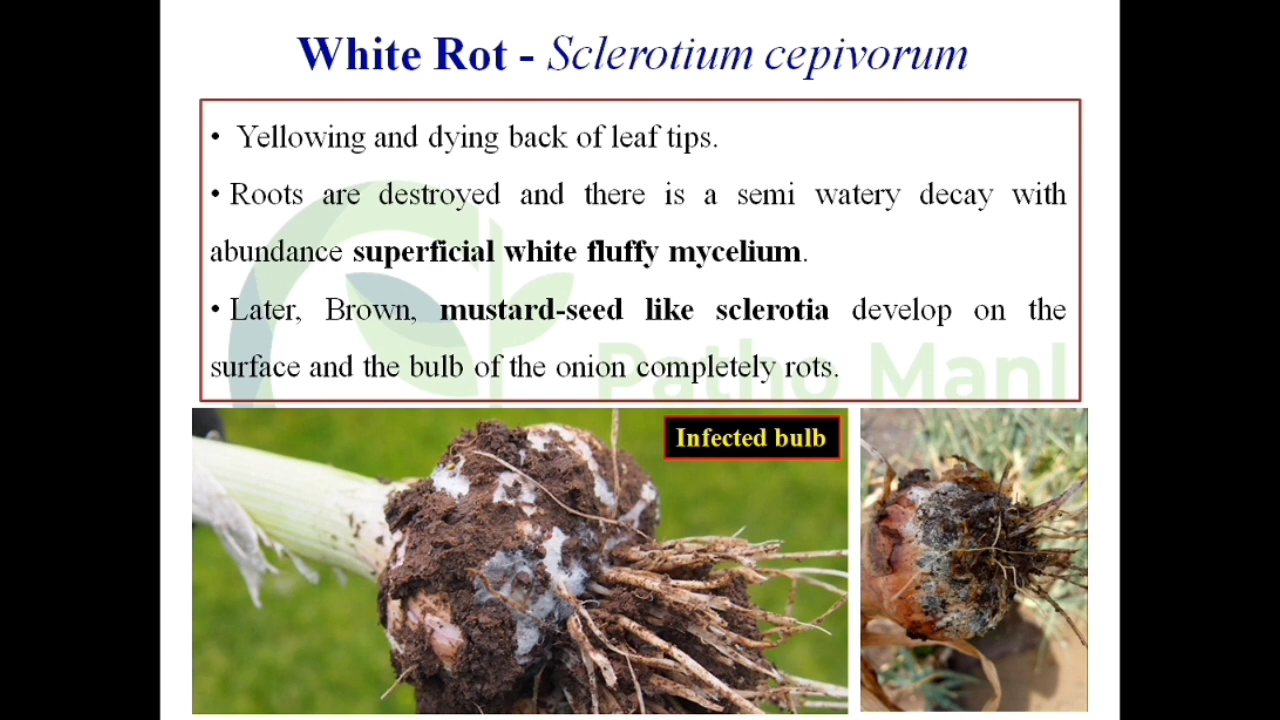 White Rot - Sclerotium cepivorum
• Yellowing and dying back of leaf tips.
• Roots are destroyed and there is a semi watery decay with
abundance superficial white fluffy mycelium.
• Later, Brown, mustard-seed like sclerotia develop on the
surface and the bulb of the onion completely rots.
Patho Mani
Infected bulb